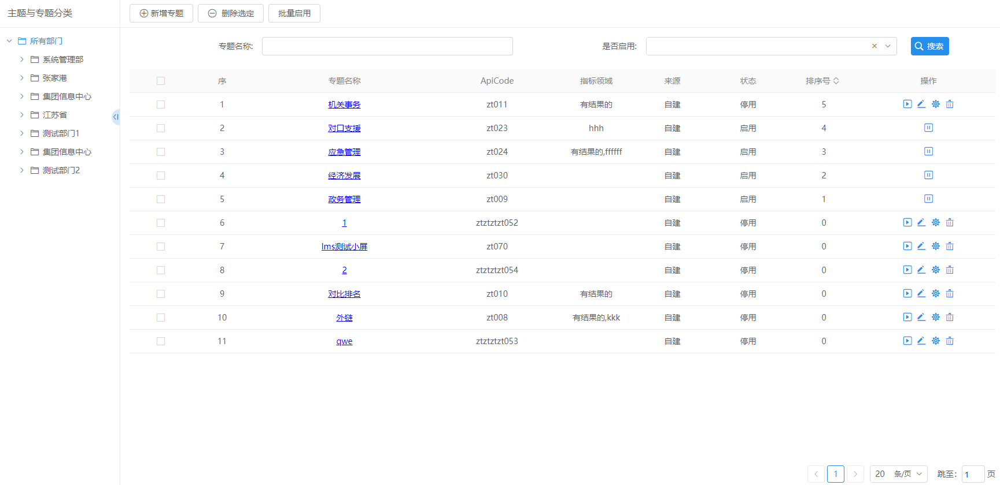 主题与专题分类
新增专题 删除选定 批量启用
所有部门
系统管理部
张家港
集团信息中心
江苏省
测试部门1
集团信息中心
测试部门2
专题名称: 是否启用: 搜索
序 专题名称 ApiCode 指标领域 来源 状态 排序号 操作
1 机关事务 zt011 有结果的 自建 停用 5
2 对口支援 zt023 hhh 自建 启用 4
3 应急管理 zt024 有结果的,ffffff 自建 启用 3
4 经济发展 zt030 自建 启用 2
5 政务管理 zt009 自建 启用 1
6 1 ztztztzt052 自建 停用 0
7 lms测试小屏 zt070 自建 停用 0
8 2 ztztztzt054 自建 停用 0
9 对比排名 zt010 有结果的 自建 停用 0
10 外链 zt008 有结果的,kkk 自建 停用 0
11 qwe ztztztzt053 自建 停用 0
1 20 条/页 跳至: 1 页